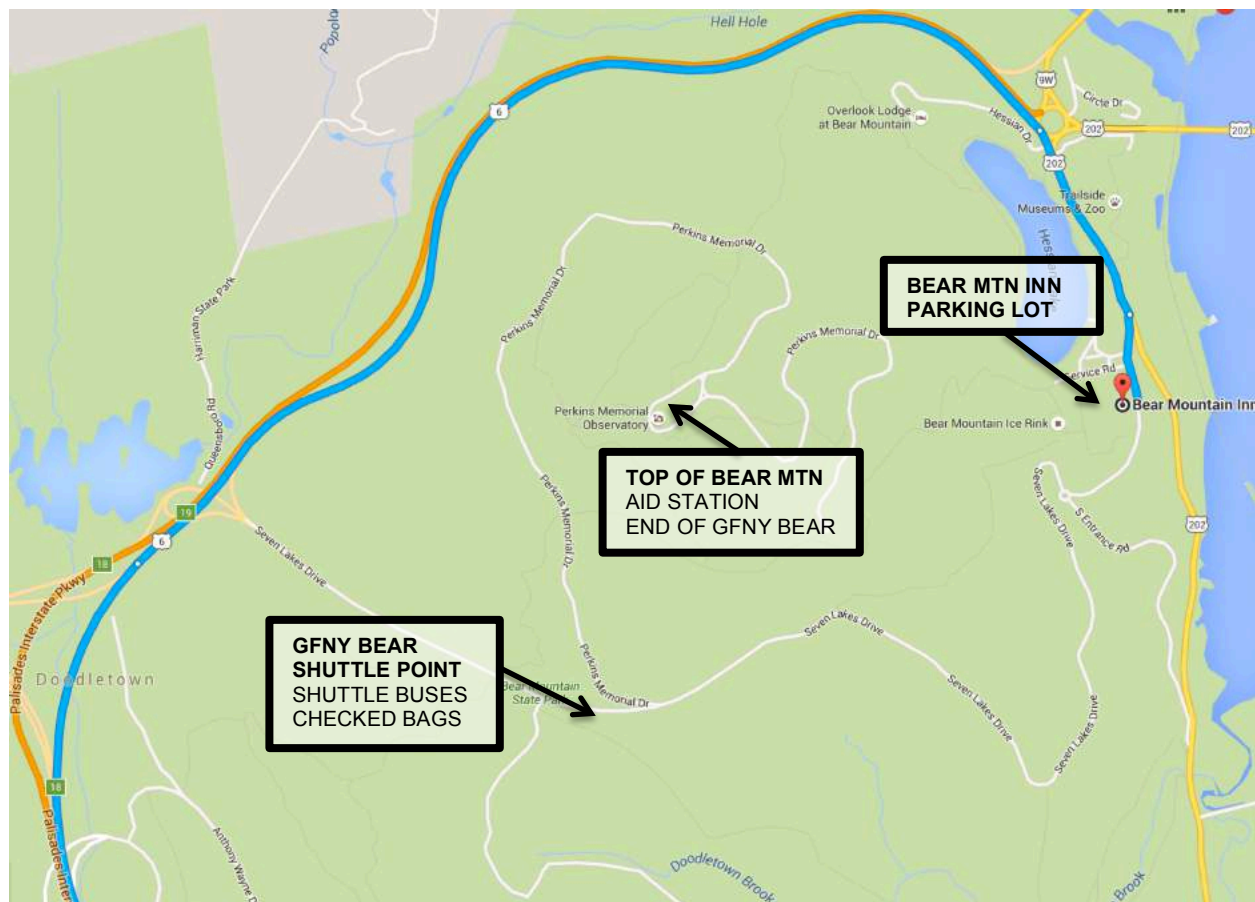 Hell Hole
Popolo
6
9W
Circle Dr
Overlook Lodge
at Bear Mountain
Hessian Dr
202
202
202
Trailside
Museums & Zoo
Hessian
Perkins Memorial Dr
Perkins Memorial Dr
BEAR MTN INN
PARKING LOT
Harriman State Park
Perkins Memorial Dr
Service Rd
Bear Mountain Inn
Perkins Memorial
Observatory
Bear Mountain Ice Rink
Queensboro Rd
TOP OF BEAR MTN
AID STATION
END OF GFNY BEAR
Seven Lakes Drive
S Entrance Rd
202
19
6
18
Seven Lakes Drive
Perkins Memorial Dr
Palisades Interstate Pkwy
GFNY BEAR
SHUTTLE POINT
SHUTTLE BUSES
CHECKED BAGS
Seven Lakes Drive
Doodletown
Bear Mountain
State Park
Perkins Memorial Dr
Seven Lakes Drive
Seven Lakes Drive
18
Palisades Inter
Anthony Wayne D
Doodletown Brook
Brook